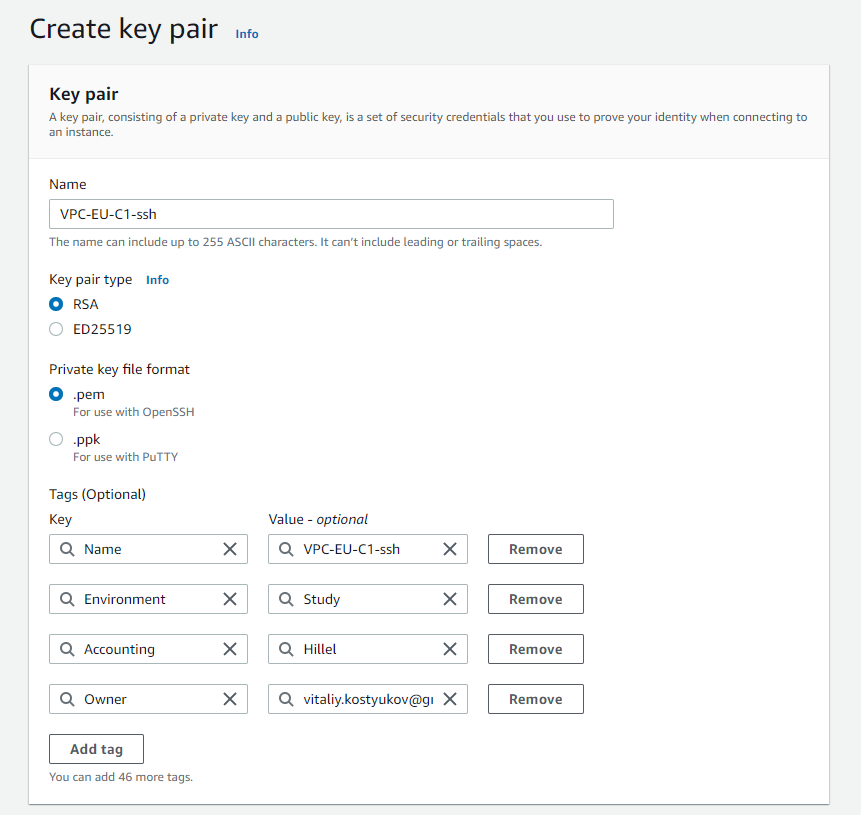 Create key pair Info
Key pair
A key pair, consisting of a private key and a public key, is a set of security credentials that you use to prove your identity when connecting to
an instance.
Name
VPC-EU-C1-ssh
The name can include up to 255 ASCII characters. It can't include leading or trailing spaces.
Key pair type Info
RSA
ED25519
Private key file format
.pem
For use with OpenSSH
.ppk
For use with PuTTY
Tags (Optional)
Key Value - optional
Name VPC-EU-C1-ssh Remove
Environment Study Remove
Accounting Hillel Remove
Owner vitaliy.kostyukov@g Remove
Add tag
You can add 46 more tags.